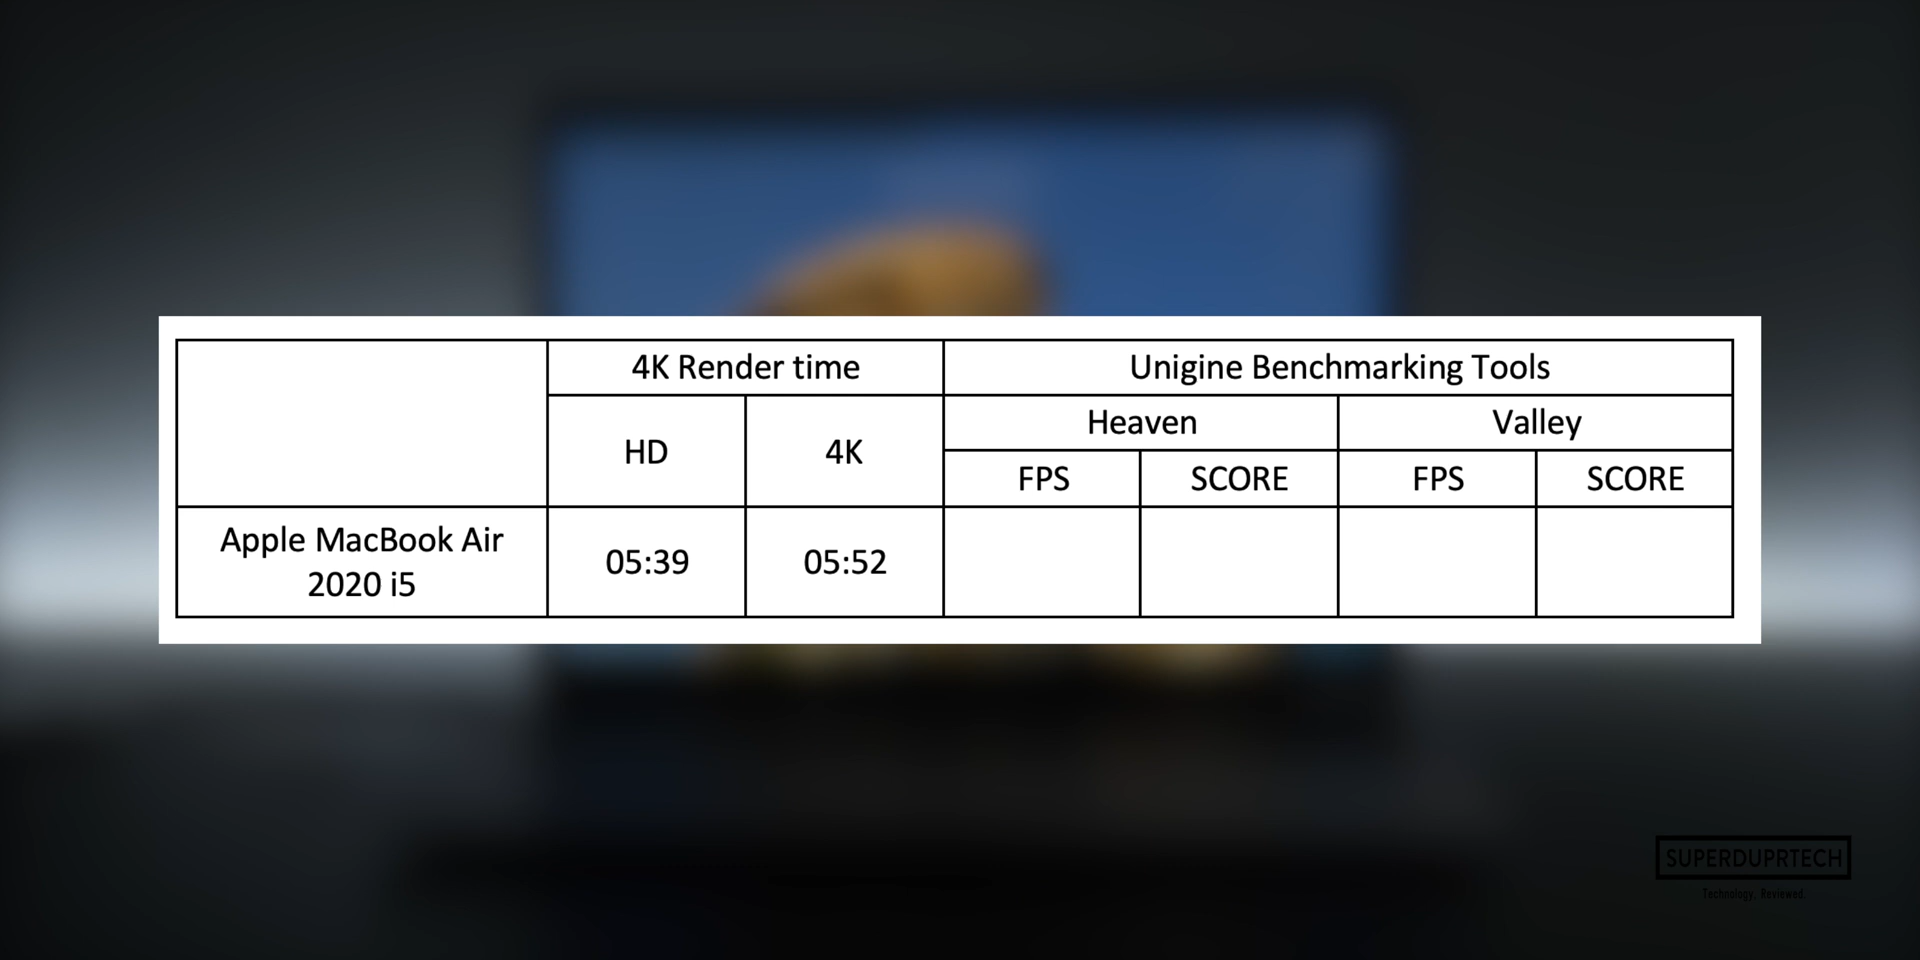 4K Render time
Unigine Benchmarking Tools
HD
4K
Heaven
Valley
FPS
SCORE
FPS
SCORE
Apple MacBook Air
2020 i5
05:39
05:52
SUPERDUPRTECH
Technology. Reviewed.